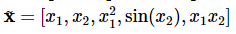 x̃ = [x₁, x₂, x₁², sin(x₂), x₁x₂]